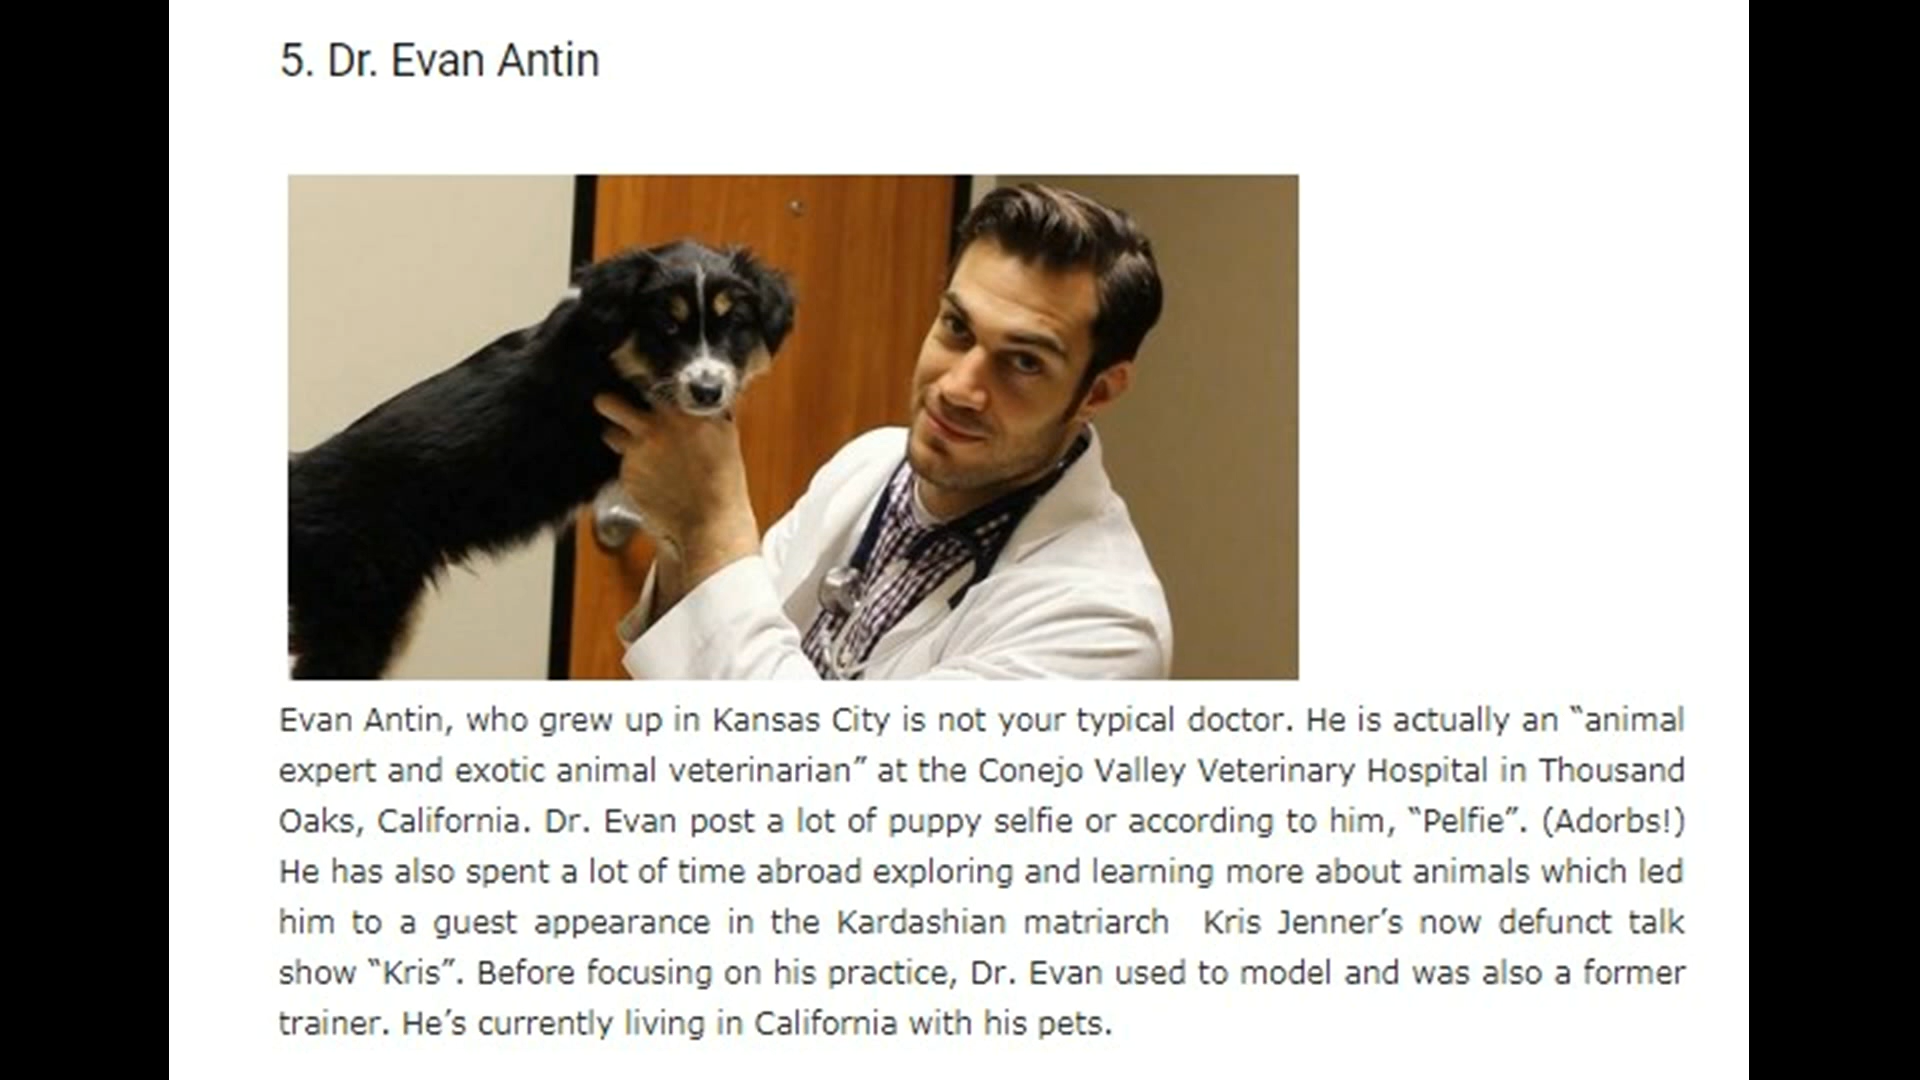 5. Dr. Evan Antin
Evan Antin, who grew up in Kansas City is not your typical doctor. He is actually an “animal
expert and exotic animal veterinarian” at the Conejo Valley Veterinary Hospital in Thousand
Oaks, California. Dr. Evan post a lot of puppy selfie or according to him, “Pelfie”. (Adorbs!)
He has also spent a lot of time abroad exploring and learning more about animals which led
him to a guest appearance in the Kardashian matriarch  Kris Jenner’s now defunct talk
show “Kris”. Before focusing on his practice, Dr. Evan used to model and was also a former
trainer. He’s currently living in California with his pets.